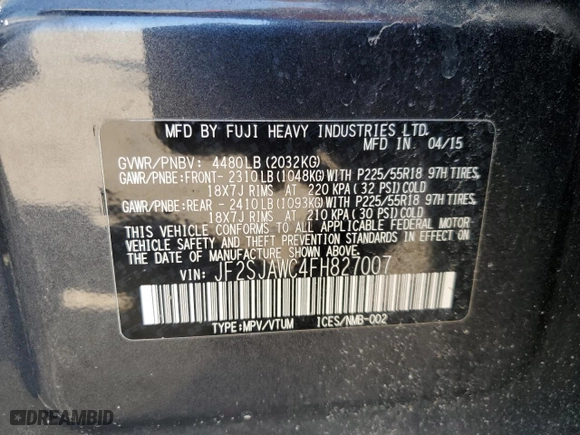 MFD BY FUJI HEAVY INDUSTRIES LTD.
MFD IN 04/15
GVWR/PNBV: 4480LB(2032KG)
GAWR/PNBE:FRONT- 2310LB(1048KG)WITH P225/55R18 97H TIRES,
18X7J RIMS AT 220 KPA(32 PSI)COLD
GAWR/PNBE:REAR - 2410LB(1093KG)WITH P225/55R18 97H TIRES,
18X7J RIMS AT 210 KPA(30 PSI)COLD
THIS VEHICLE CONFORMS TO ALL APPLICABLE FEDERAL MOTOR
VEHICLE SAFETY AND THEFT PREVENTION STANDARDS IN EFFECT ON
THE DATE OF MANUFACTURE SHOWN ABOVE.
VIN: JF2SJAWC4FH827007
TYPE:MPV/VTUM ICES/NMB-002
DREAMBID